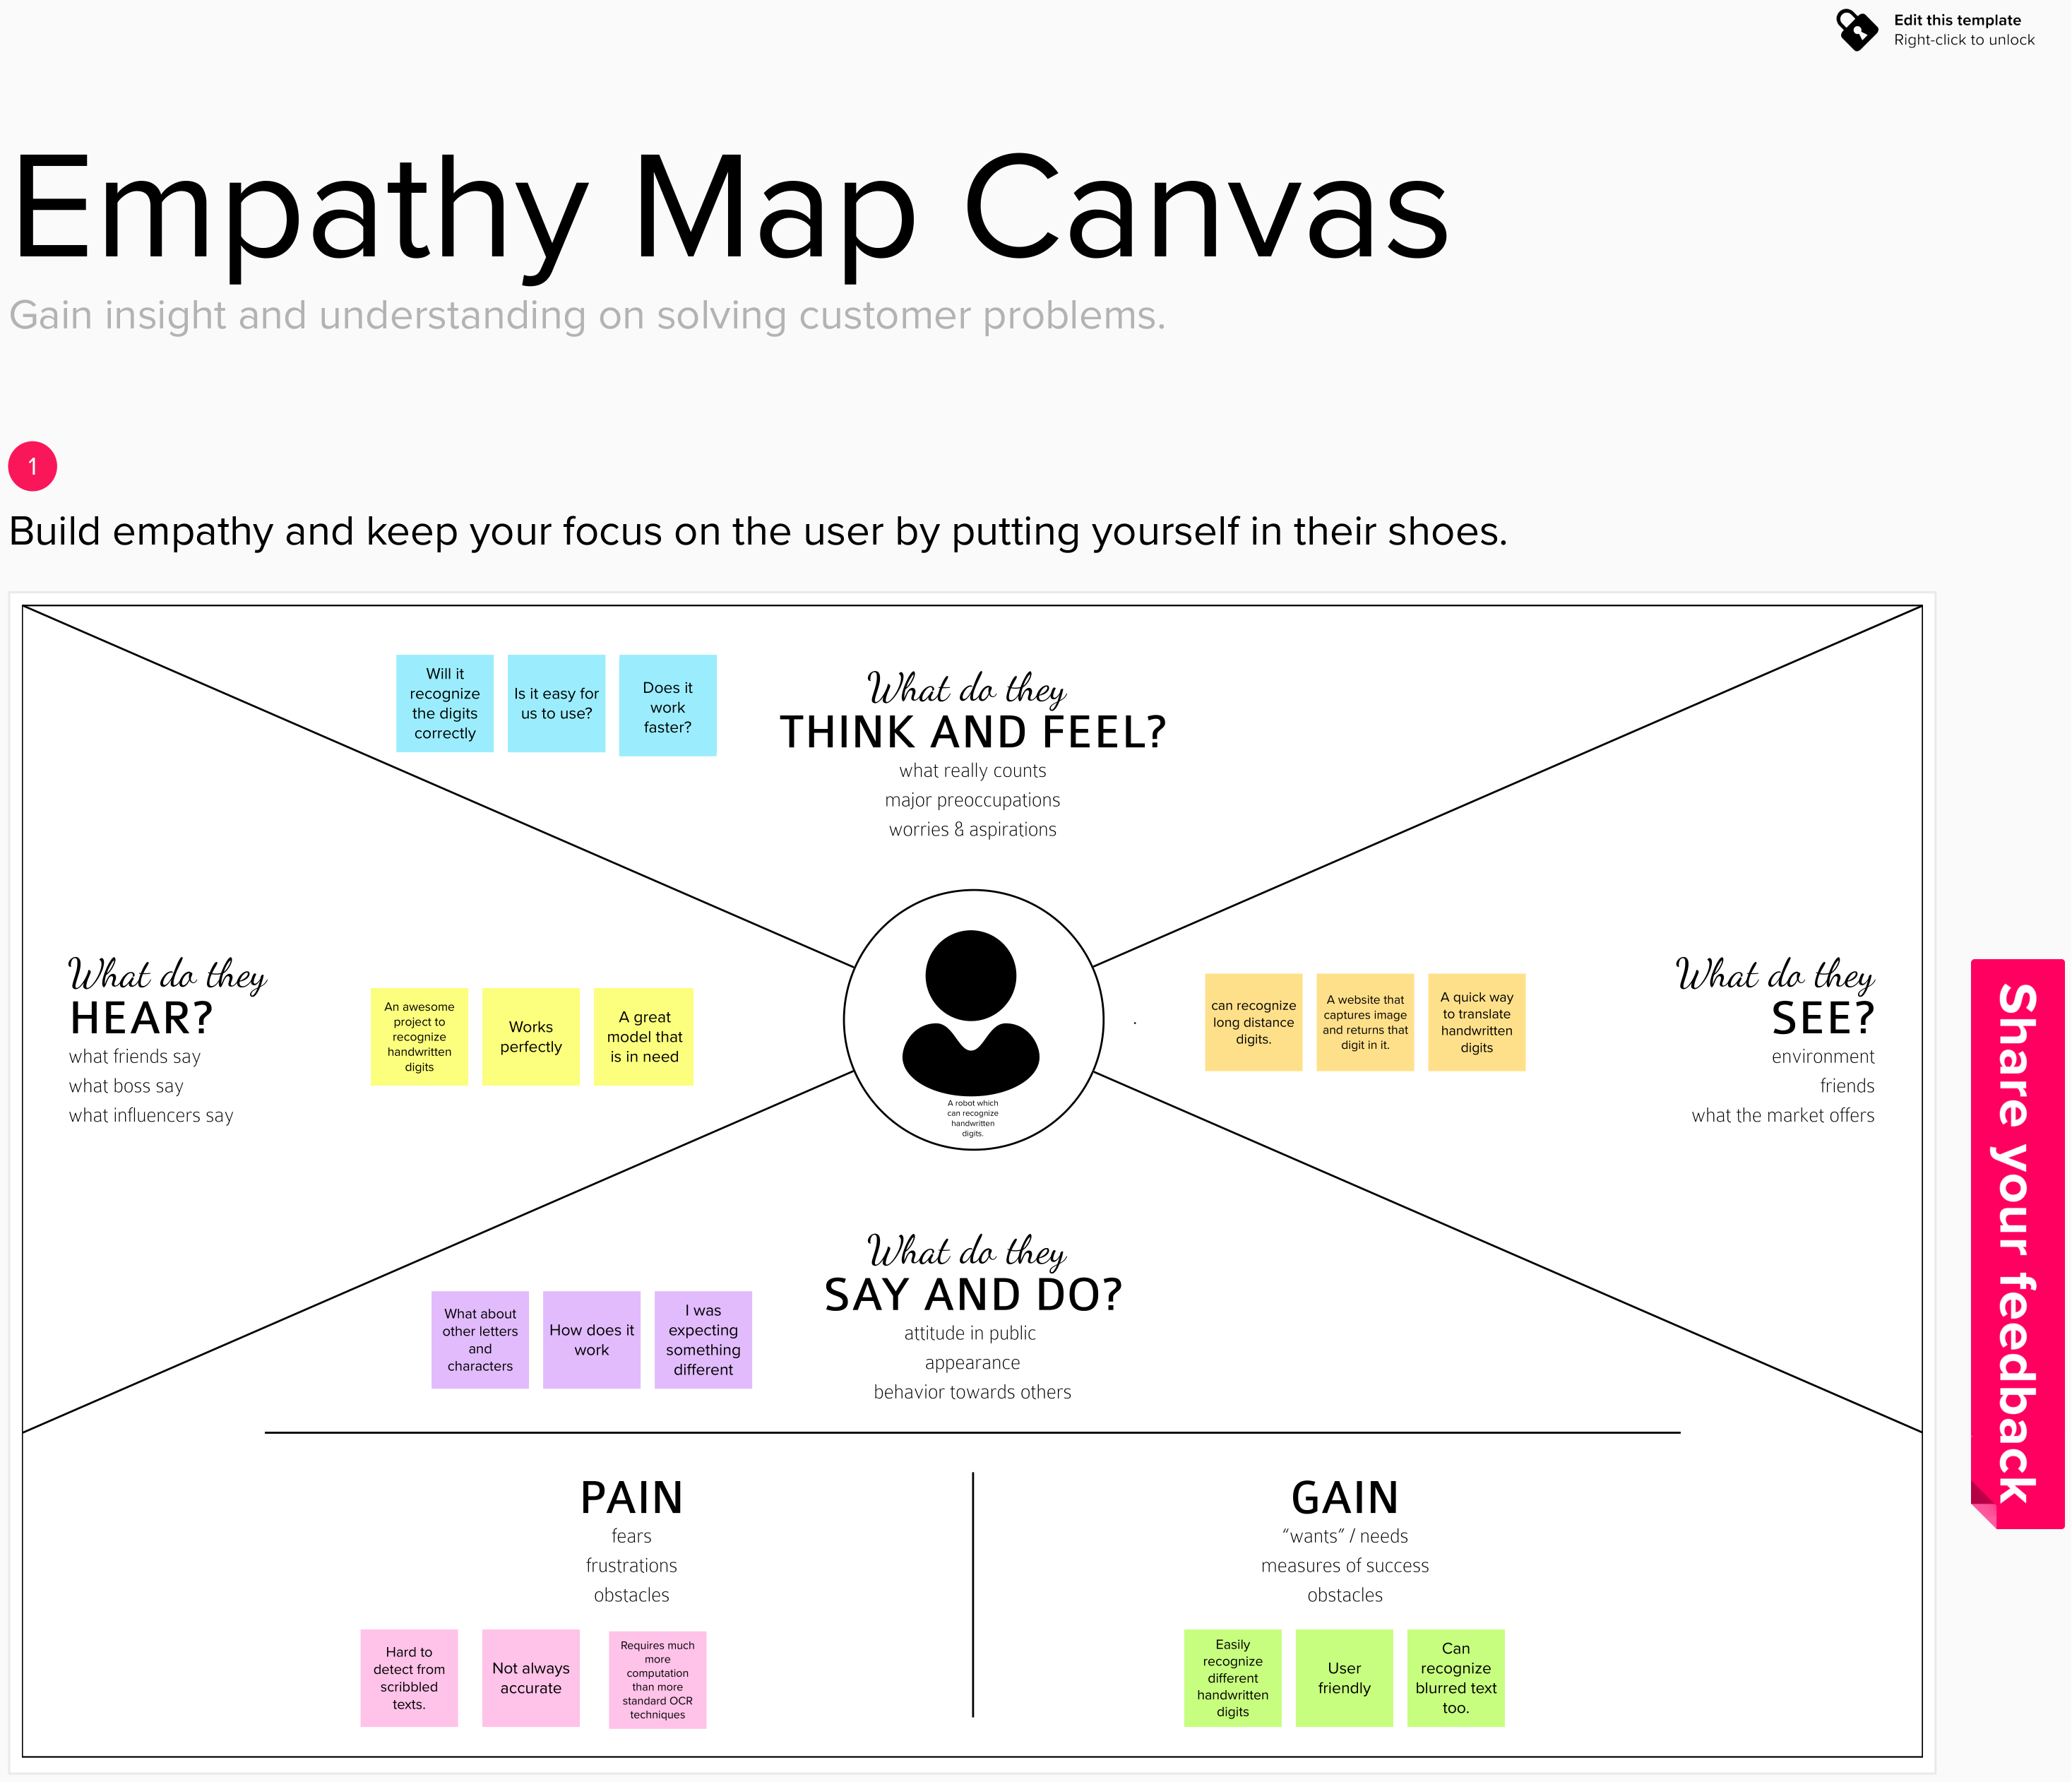 Edit this template
Right-click to unlock
Empathy Map Canvas
Gain insight and understanding on solving customer problems.
1
Build empathy and keep your focus on the user by putting yourself in their shoes.
Will it
recognize
the digits
correctly
Is it easy for
us to use?
Does it
work
faster?
What do they
THINK AND FEEL?
what really counts
major preoccupations
worries & aspirations
What do they
HEAR?
what friends say
what boss say
what influencers say
An awesome
project to
recognize
handwritten
digits
Works
perfectly
A great
model that
is in need
A robot which
can recognize
handwritten
digits.
.
can recognize
long distance
digits.
A website that
captures image
and returns that
digit in it.
A quick way
to translate
handwritten
digits
What do they
SEE?
environment
friends
what the market offers
Share your feedback
What do they
SAY AND DO?
attitude in public
appearance
behavior towards others
What about
other letters
and
characters
How does it
work
I was
expecting
something
different
PAIN
fears
frustrations
obstacles
Hard to
detect from
scribbled
texts.
Not always
accurate
Requires much
more
computation
than more
standard OCR
techniques
GAIN
“wants” / needs
measures of success
obstacles
Easily
recognize
different
handwritten
digits
User
friendly
Can
recognize
blurred text
too.